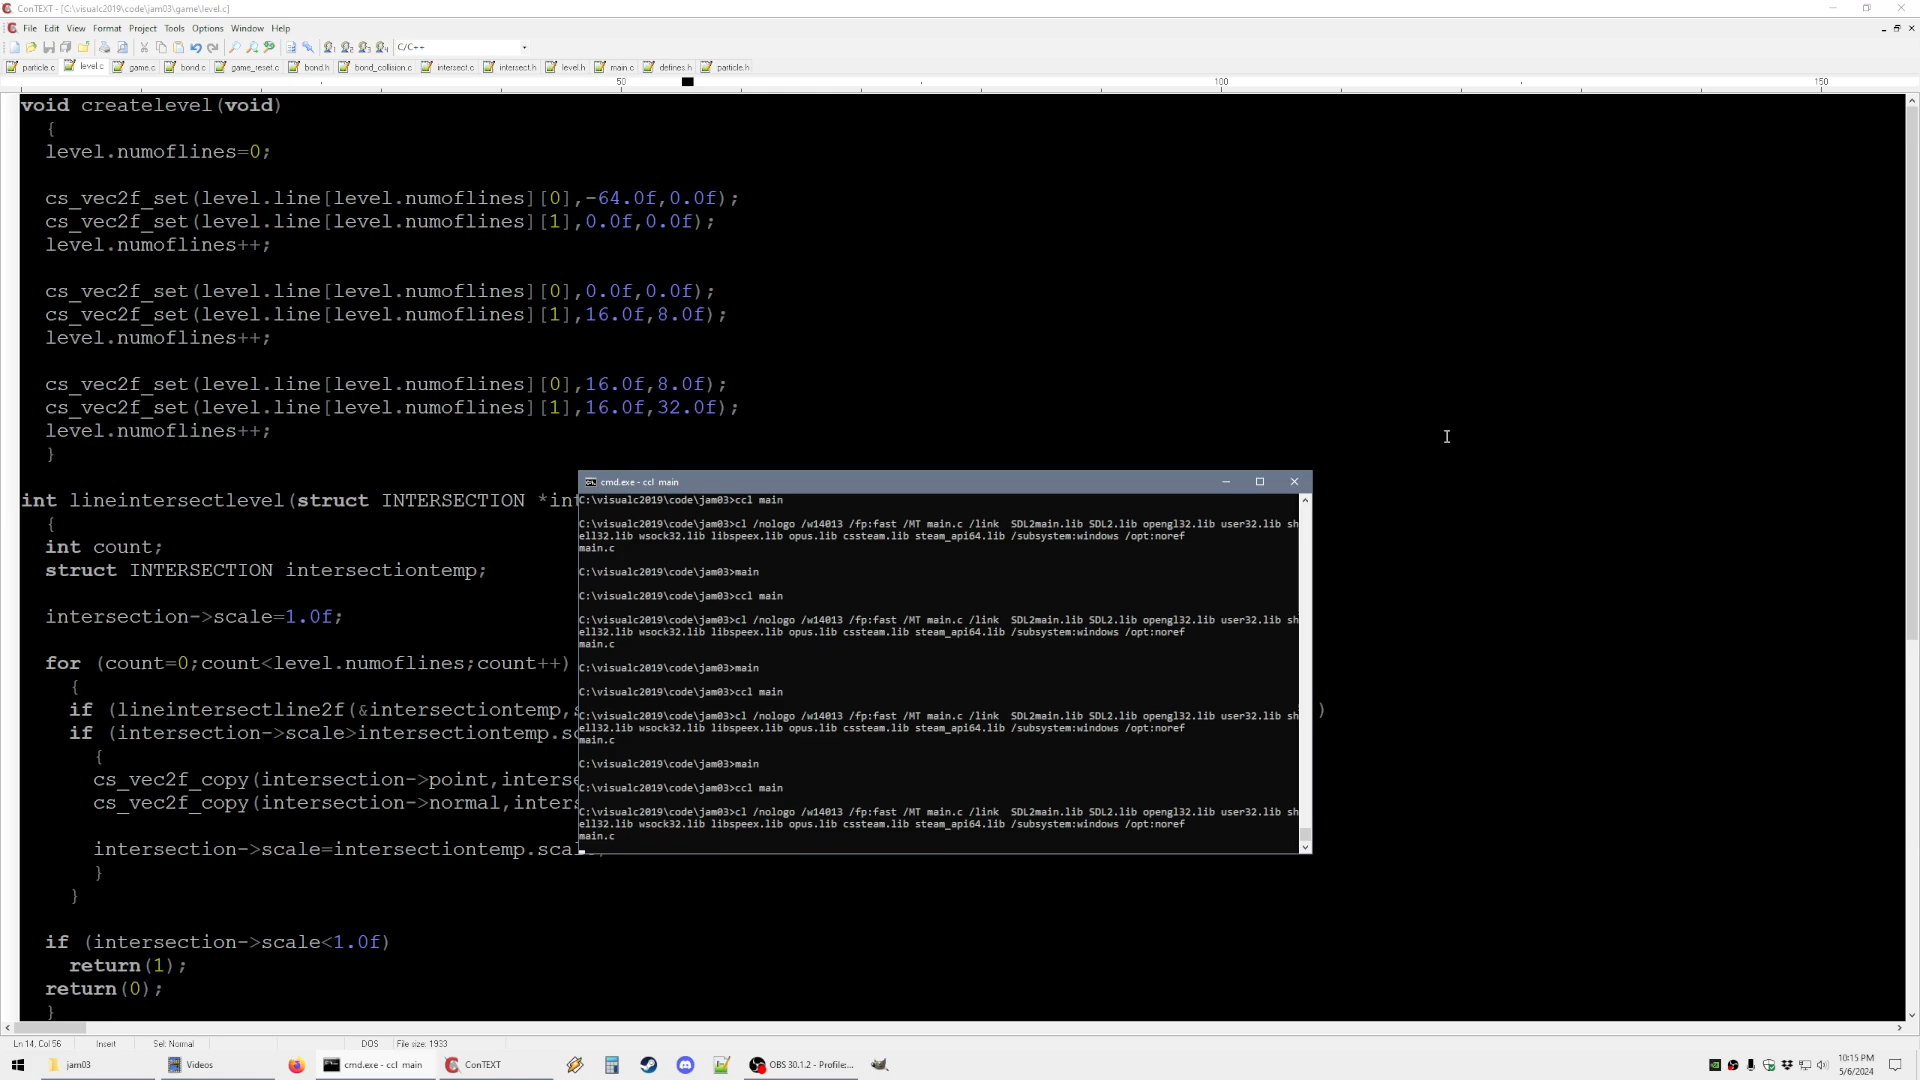 ConTEXT - [C:\visualc2019\code\jam03\game\level.c]
File Edit View Format Project Tools Options Window Help
C/C++
particle.c level.c game.c bond.c game_reset.c bond.h bond_collision.c intersect.c intersect.h level.h main.c defines.h particle.h
50 100 150
void createlevel(void)
{
level.numoflines=0;
cs_vec2f_set(level.line[level.numoflines][0],-64.0f,0.0f);
cs_vec2f_set(level.line[level.numoflines][1],0.0f,0.0f);
level.numoflines++;
cs_vec2f_set(level.line[level.numoflines][0],0.0f,0.0f);
cs_vec2f_set(level.line[level.numoflines][1],16.0f,8.0f);
level.numoflines++;
cs_vec2f_set(level.line[level.numoflines][0],16.0f,8.0f);
cs_vec2f_set(level.line[level.numoflines][1],16.0f,32.0f);
level.numoflines++;
}
int lineintersectlevel(struct INTERSECTION *in
{
int count;
struct INTERSECTION intersectiontemp;
intersection->scale=1.0f;
for (count=0;count<level.numoflines;count++)
{
if (lineintersectline2f(&intersectiontemp, )
if (intersection->scale>intersectiontemp.sc
{
cs_vec2f_copy(intersection->point,interse
cs_vec2f_copy(intersection->normal,inters
intersection->scale=intersectiontemp.scal
}
}
if (intersection->scale<1.0f)
return(1);
return(0);
}
cmd.exe - ccl main
C:\visualc2019\code\jam03>ccl main
C:\visualc2019\code\jam03>cl /nologo /w14013 /fp:fast /MT main.c /link  SDL2main.lib SDL2.lib opengl32.lib user32.lib sh
ell32.lib wsock32.lib libspeex.lib opus.lib cssteam.lib steam_api64.lib /subsystem:windows /opt:noref
main.c
C:\visualc2019\code\jam03>main
C:\visualc2019\code\jam03>ccl main
C:\visualc2019\code\jam03>cl /nologo /w14013 /fp:fast /MT main.c /link  SDL2main.lib SDL2.lib opengl32.lib user32.lib sh
ell32.lib wsock32.lib libspeex.lib opus.lib cssteam.lib steam_api64.lib /subsystem:windows /opt:noref
main.c
C:\visualc2019\code\jam03>main
C:\visualc2019\code\jam03>ccl main
C:\visualc2019\code\jam03>cl /nologo /w14013 /fp:fast /MT main.c /link  SDL2main.lib SDL2.lib opengl32.lib user32.lib sh
ell32.lib wsock32.lib libspeex.lib opus.lib cssteam.lib steam_api64.lib /subsystem:windows /opt:noref
main.c
C:\visualc2019\code\jam03>main
C:\visualc2019\code\jam03>ccl main
C:\visualc2019\code\jam03>cl /nologo /w14013 /fp:fast /MT main.c /link  SDL2main.lib SDL2.lib opengl32.lib user32.lib sh
ell32.lib wsock32.lib libspeex.lib opus.lib cssteam.lib steam_api64.lib /subsystem:windows /opt:noref
main.c
Ln 14, Col 56 Insert Sel: Normal DOS File size: 1933
jam03 Videos cmd.exe - ccl main ConTEXT OBS 30.1.2 - Profile:...
10:15 PM
5/6/2024